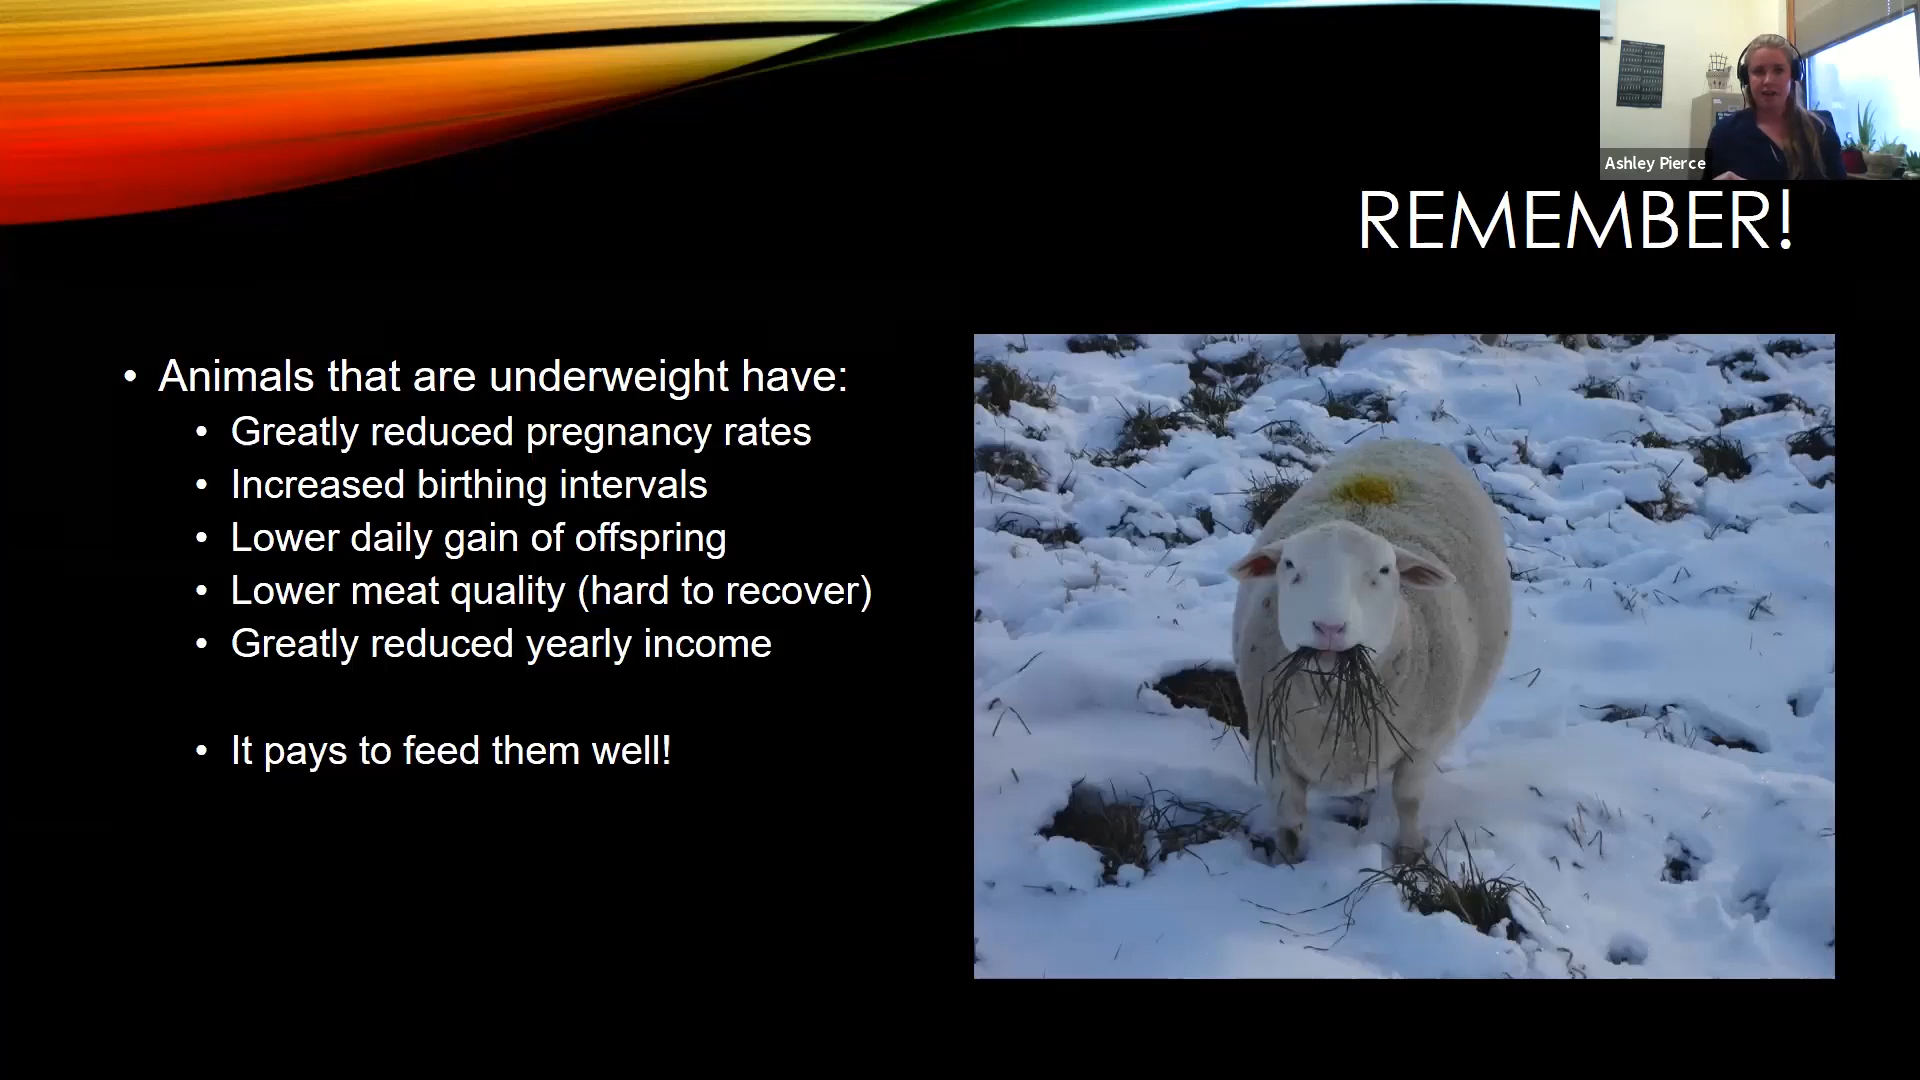 Ashley Pierce
REMEMBER!
• Animals that are underweight have:
• Greatly reduced pregnancy rates
• Increased birthing intervals
• Lower daily gain of offspring
• Lower meat quality (hard to recover)
• Greatly reduced yearly income
• It pays to feed them well!